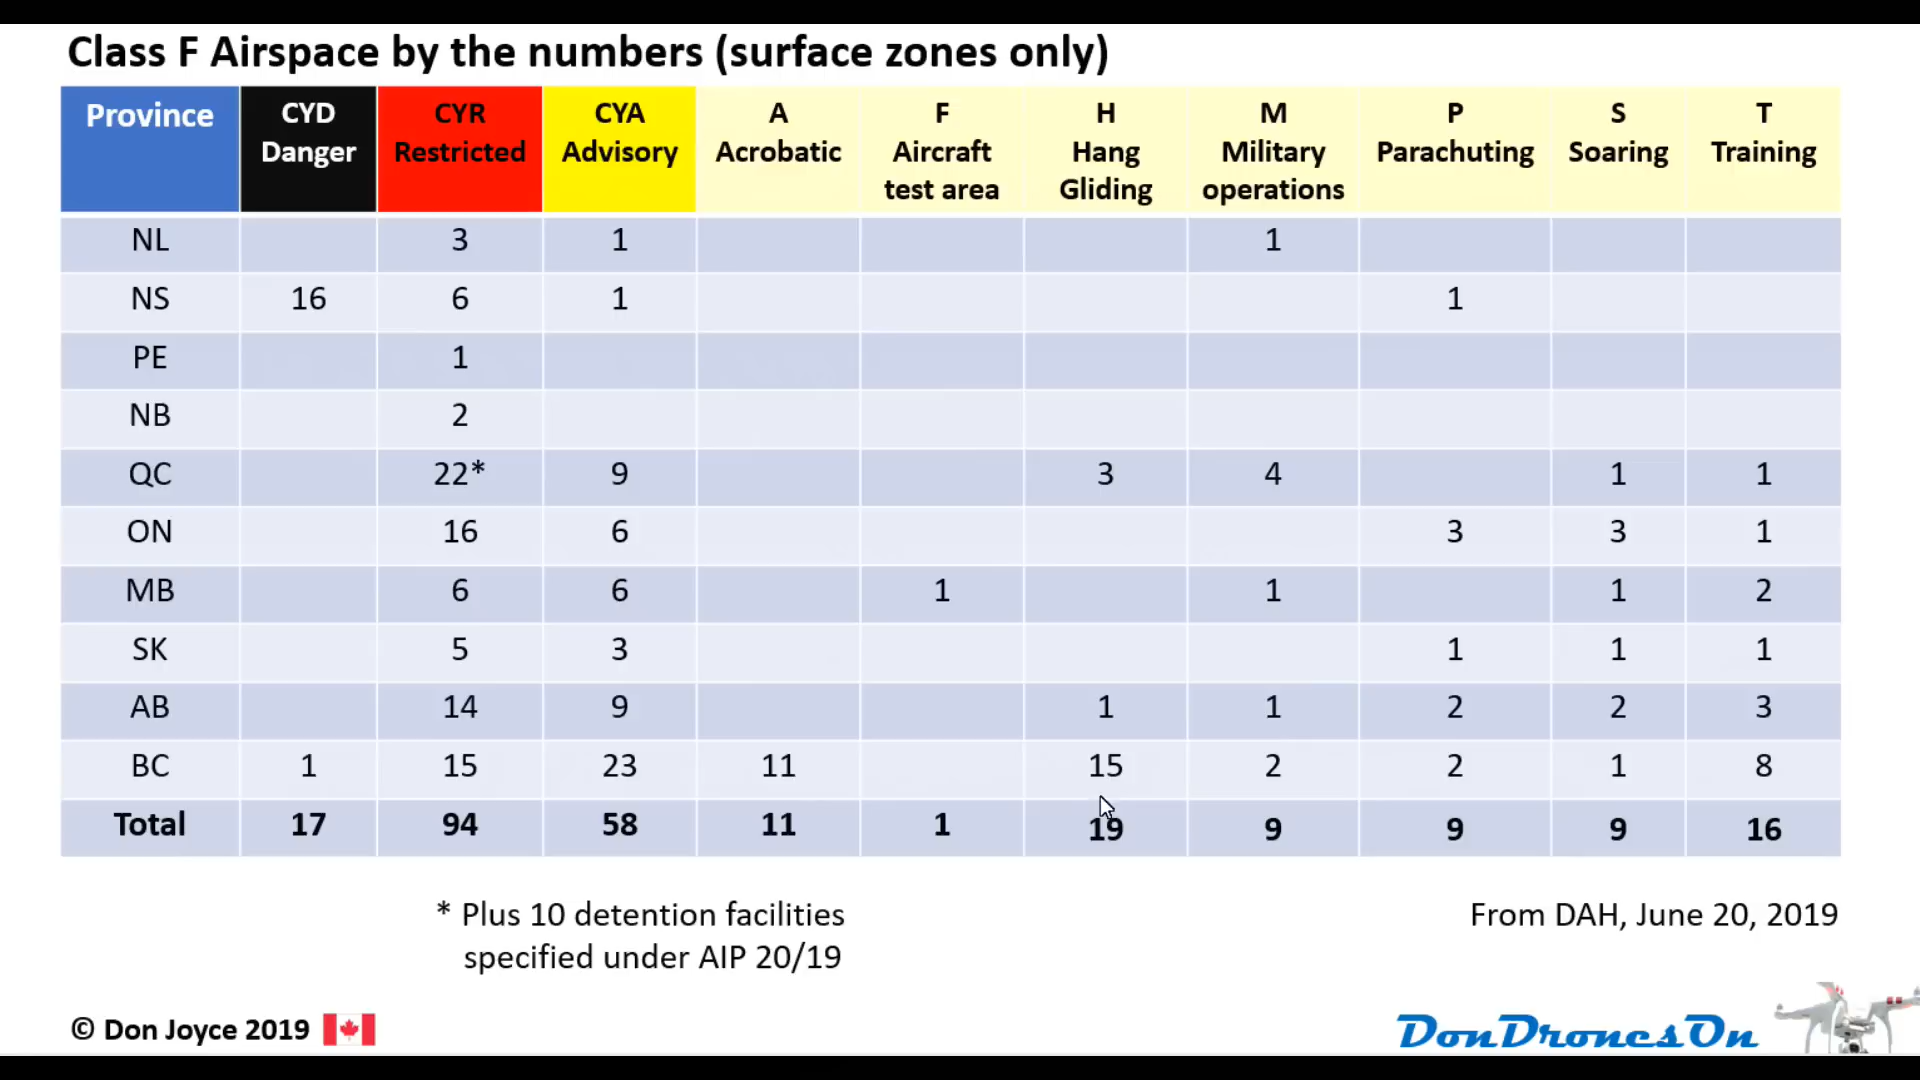 Class F Airspace by the numbers (surface zones only)
Province CYD Danger CYR Restricted CYA Advisory A Acrobatic F Aircraft test area H Hang Gliding M Military operations P Parachuting S Soaring T Training
NL 3 1 1
NS 16 6 1 1
PE 1
NB 2
QC 22* 9 3 4 1 1
ON 16 6 3 3 1
MB 6 6 1 1 1 2
SK 5 3 1 1 1
AB 14 9 1 1 2 2 3
BC 1 15 23 11 15 2 2 1 8
Total 17 94 58 11 1 19 9 9 9 16
* Plus 10 detention facilities
specified under AIP 20/19
From DAH, June 20, 2019
© Don Joyce 2019
DonDronesOn